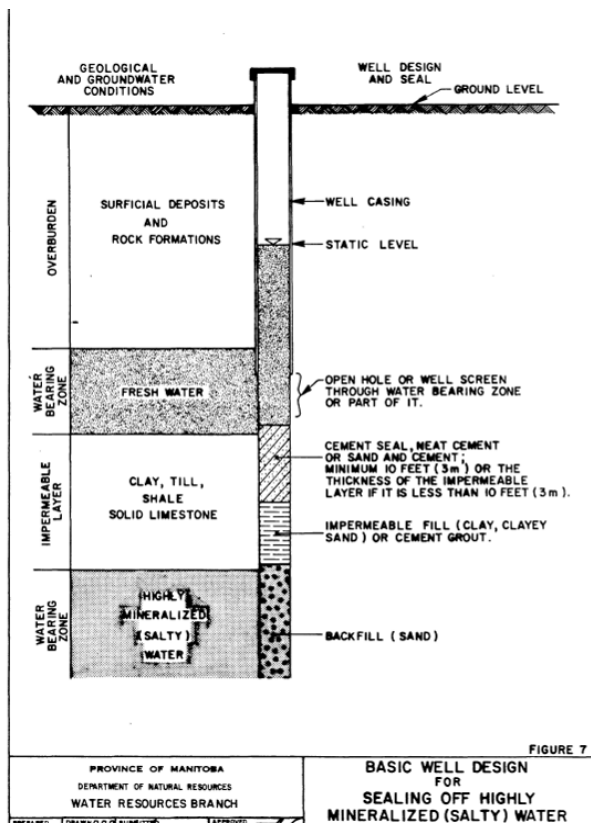 GEOLOGICAL
AND GROUNDWATER
CONDITIONS
WELL DESIGN
AND SEAL
GROUND LEVEL
OVERBURDEN
SURFICIAL DEPOSITS
AND
ROCK FORMATIONS
WELL CASING
STATIC LEVEL
WATER
BEARING
ZONE
FRESH WATER
OPEN HOLE OR WELL SCREEN
THROUGH WATER BEARING ZONE
OR PART OF IT.
IMPERMEABLE
LAYER
CLAY, TILL,
SHALE
SOLID LIMESTONE
CEMENT SEAL, NEAT CEMENT
OR SAND AND CEMENT;
MINIMUM 10 FEET (3m) OR THE
THICKNESS OF THE IMPERMEABLE
LAYER IF IT IS LESS THAN 10 FEET (3m).
IMPERMEABLE FILL (CLAY, CLAYEY
SAND) OR CEMENT GROUT.
WATER
BEARING
ZONE
HIGHLY
MINERALIZED
(SALTY)
WATER
BACKFILL (SAND)
FIGURE 7
PROVINCE OF MANITOBA
DEPARTMENT OF NATURAL RESOURCES
WATER RESOURCES BRANCH
BASIC WELL DESIGN
FOR
SEALING OFF HIGHLY
MINERALIZED (SALTY) WATER